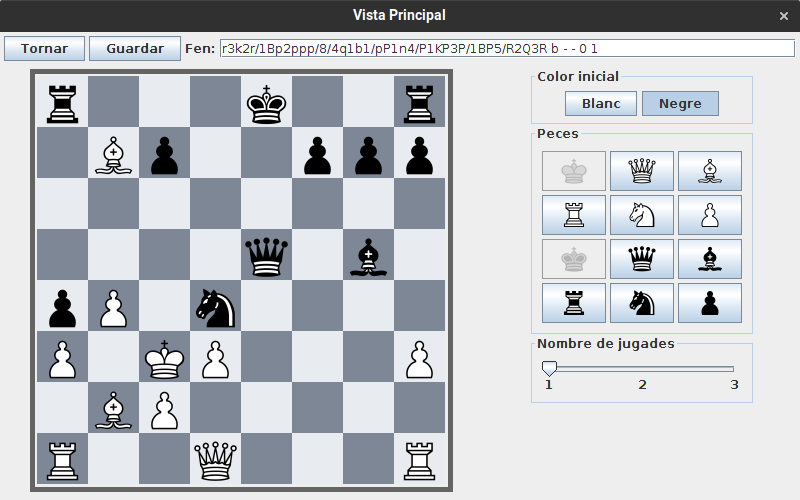 Vista Principal
Tornar Guardar Fen: r3k2r/1Bp2ppp/8/4q1b1/pP1n4/P1KP3P/1BP5/R2Q3R b - - 0 1
Color inicial
Blanc Negre
Peces
Nombre de jugades
1 2 3